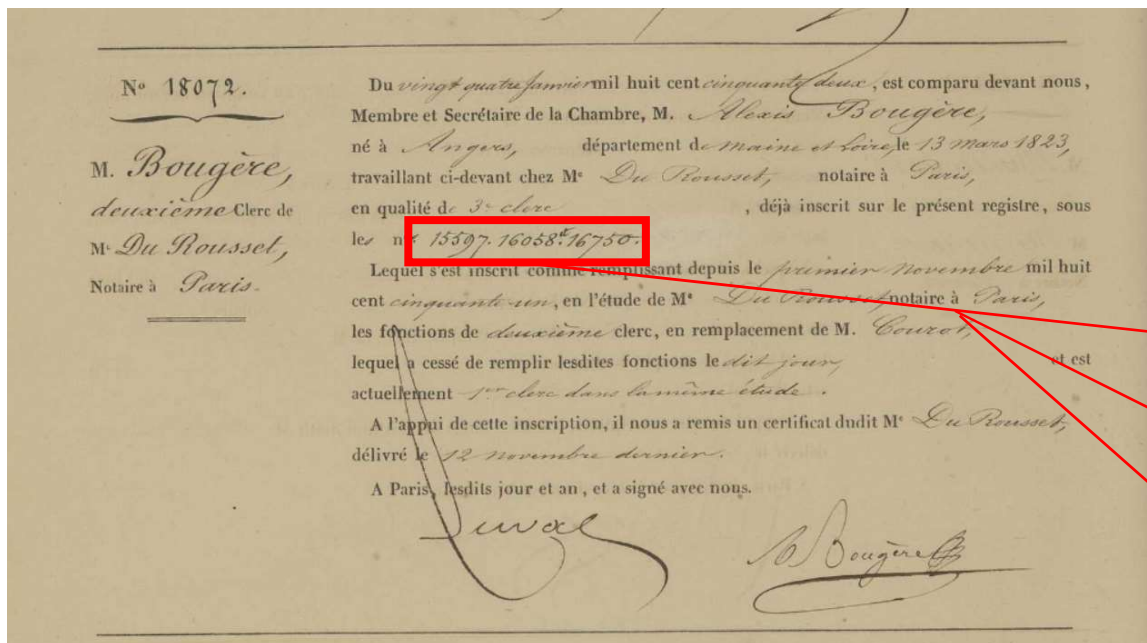 No 18072.
M. Bougère,
deuxième Clerc de
Me Du Rousset,
Notaire à Paris.
Du vingt quatre Janvier mil huit cent cinquante deux, est comparu devant nous,
Membre et Secrétaire de la Chambre, M. Alexis Bougère,
né à Angers, département de Maine et Loire, le 13 mars 1823,
travaillant ci-devant chez Me Du Rousset, notaire à Paris,
en qualité de 3e clerc, déjà inscrit sur le présent registre, sous
les nos 15597. 16058 et 16750.
Lequel s'est inscrit comme remplissant depuis le premier novembre mil huit
cent cinquante-un, en l'étude de Me Du Rousset, notaire à Paris,
les fonctions de deuxième clerc, en remplacement de M. Courot,
lequel a cessé de remplir lesdites fonctions le dit jour, et est
actuellement 1er clerc dans la même étude.
A l'appui de cette inscription, il nous a remis un certificat dudit Me Du Rousset,
délivré le 12 novembre dernier.
A Paris, lesdits jour et an, et a signé avec nous.
Duval
A Bougère